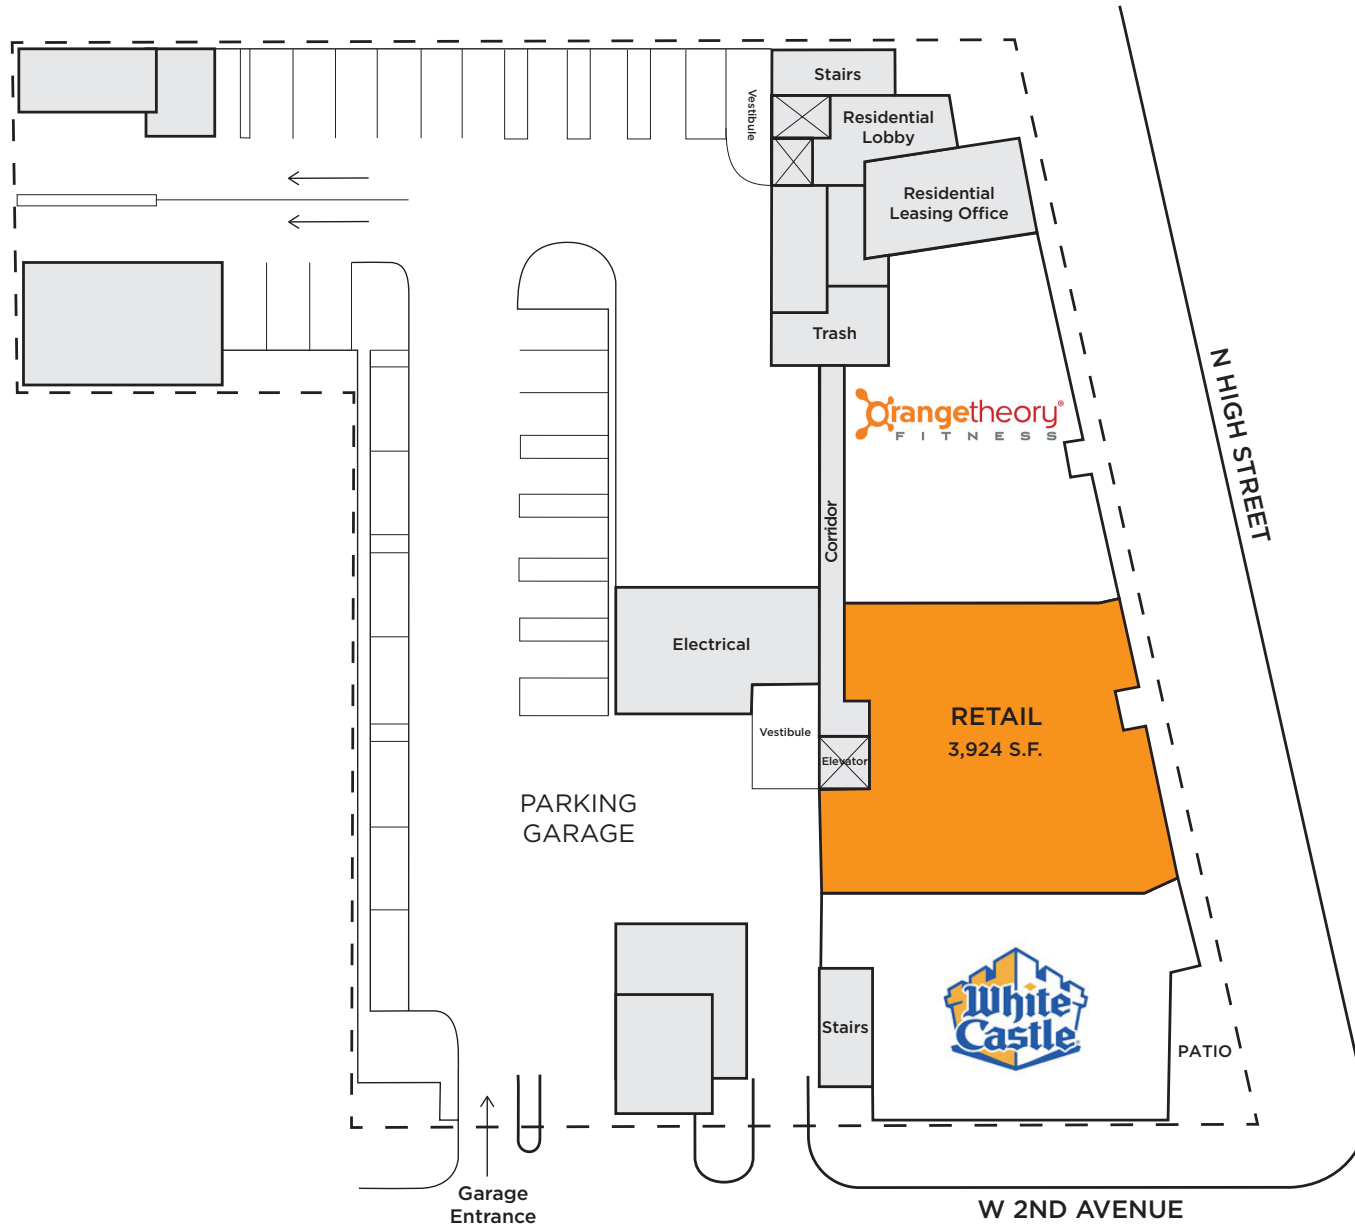 Stairs
Vestibule
Residential
Lobby
Residential
Leasing Office
Trash
Orangetheory®
FITNESS
N HIGH STREET
Corridor
Electrical
RETAIL
3,924 S.F.
Vestibule
Elevator
PARKING
GARAGE
White
Castle
Stairs
PATIO
Garage
Entrance
W 2ND AVENUE